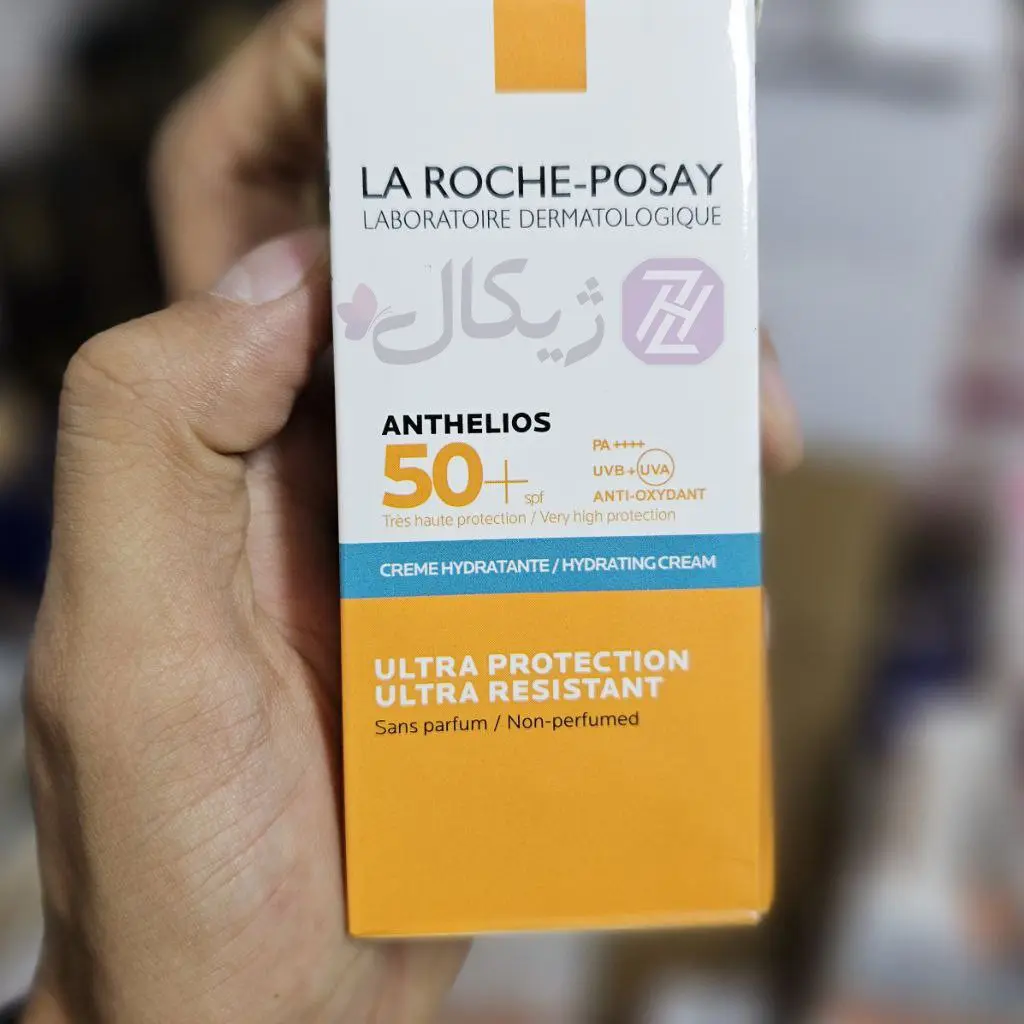 LA ROCHE-POSAY
LABORATOIRE DERMATOLOGIQUE
ژیکال
ANTHELIOS
50+ spf
PA ++++
UVB + UVA
ANTI-OXYDANT
Très haute protection / Very high protection
CREME HYDRATANTE / HYDRATING CREAM
ULTRA PROTECTION
ULTRA RESISTANT
Sans parfum / Non-perfumed